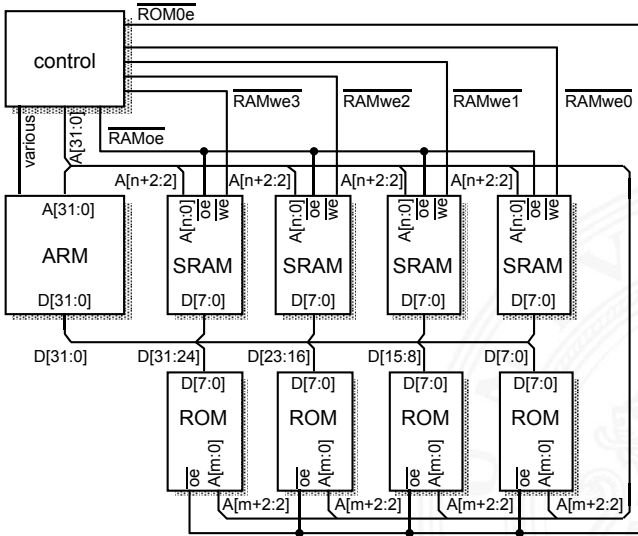 ROM0e
control
RAMwe3
RAMwe2
RAMwe1
RAMwe0
various
A[31:0]
RAMoe
A[n+2:2]
A[n+2:2]
A[n+2:2]
A[n+2:2]
A[31:0]
ARM
D[31:0]
A[n:0]
oe
we
SRAM
D[7:0]
A[n:0]
oe
we
SRAM
D[7:0]
A[n:0]
oe
we
SRAM
D[7:0]
A[n:0]
oe
we
SRAM
D[7:0]
D[31:0]
D[31:24]
D[23:16]
D[15:8]
D[7:0]
D[7:0]
ROM
oe
A[m:0]
D[7:0]
ROM
oe
A[m:0]
D[7:0]
ROM
oe
A[m:0]
D[7:0]
ROM
oe
A[m:0]
A[m+2:2]
A[m+2:2]
A[m+2:2]
A[m+2:2]